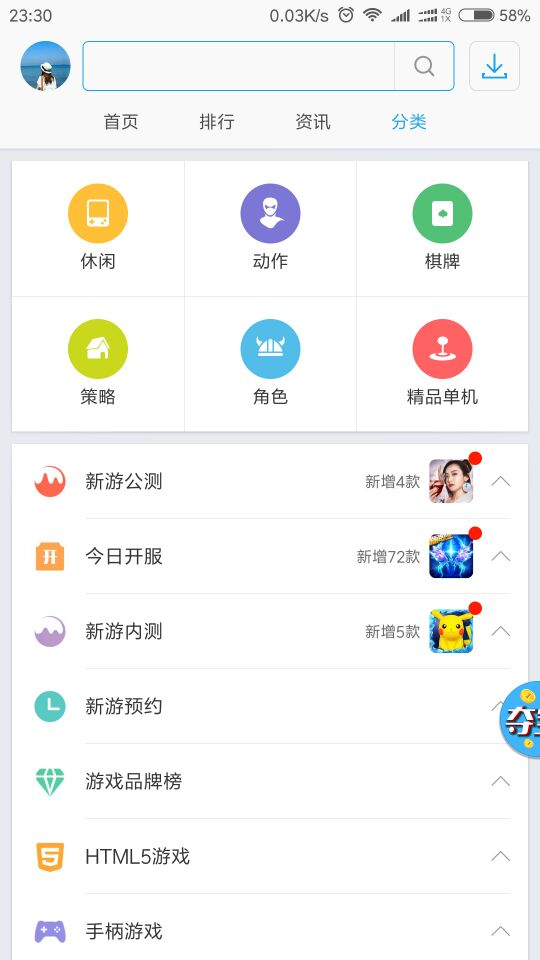 23:30 0.03K/s 4G 1X 58%
首页 排行 资讯 分类
休闲 动作 棋牌
策略 角色 精品单机
新游公测 新增4款
今日开服 新增72款
新游内测 新增5款
新游预约
夺
游戏品牌榜
HTML5游戏
手柄游戏